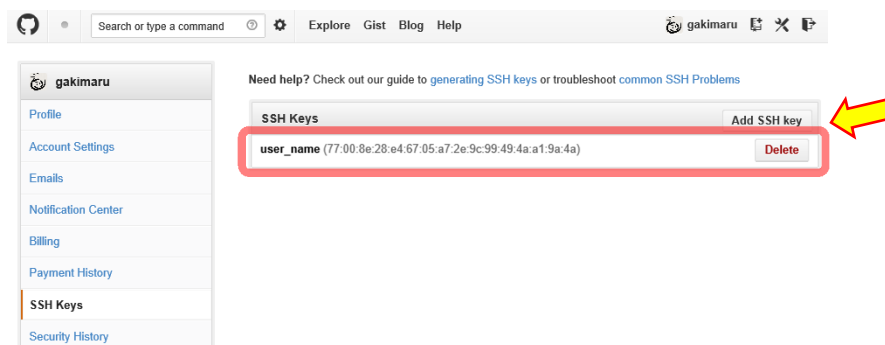 Search or type a command
Explore Gist Blog Help
gakimaru
gakimaru
Profile
Account Settings
Emails
Notification Center
Billing
Payment History
SSH Keys
Security History
Need help? Check out our guide to generating SSH keys or troubleshoot common SSH Problems
SSH Keys
Add SSH key
user_name (77:00:8e:28:e4:67:05:a7:2e:9c:99:49:4a:a1:9a:4a)
Delete